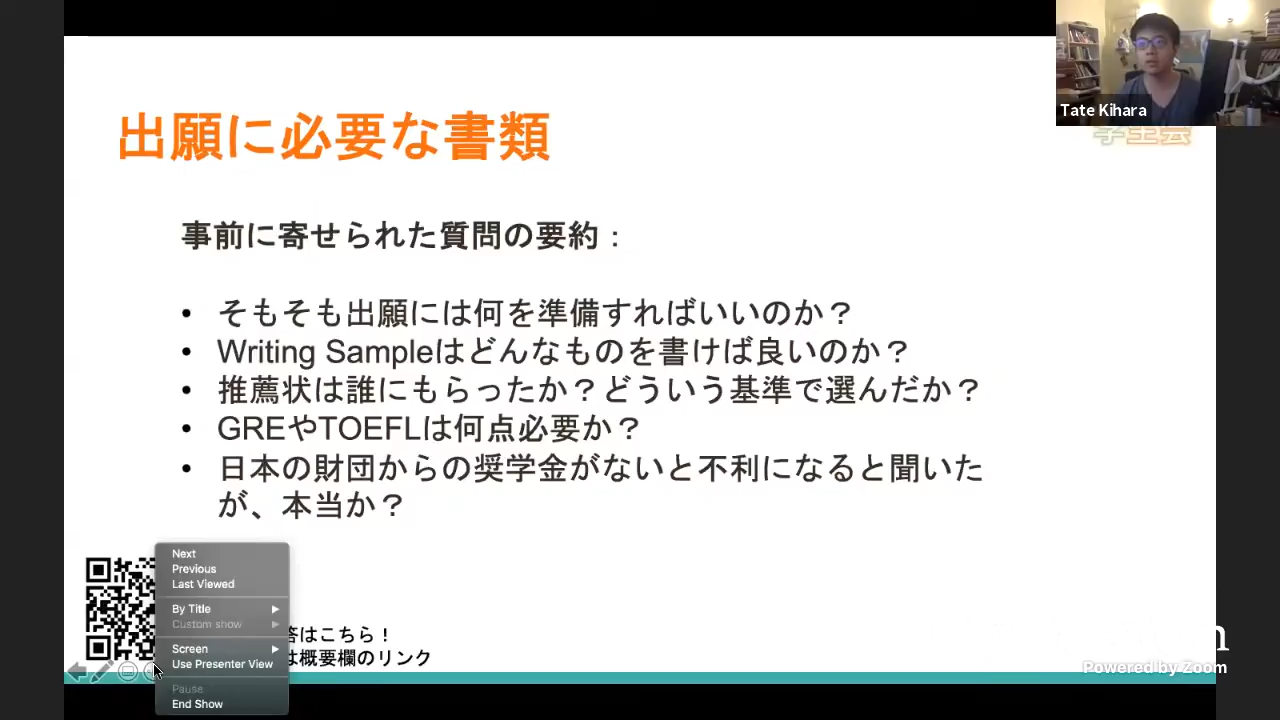 Tate Kihara
学生会
出願に必要な書類
事前に寄せられた質問の要約：
• そもそも出願には何を準備すればいいのか？
• Writing Sampleはどんなものを書けば良いのか？
• 推薦状は誰にもらったか？どういう基準で選んだか？
• GREやTOEFLは何点必要か？
• 日本の財団からの奨学金がないと不利になると聞いた
が、本当か？
Next
Previous
Last Viewed
By Title
Custom show
Screen
Use Presenter View
Pause
End Show
答はこちら！
は概要欄のリンク
Powered by Zoom